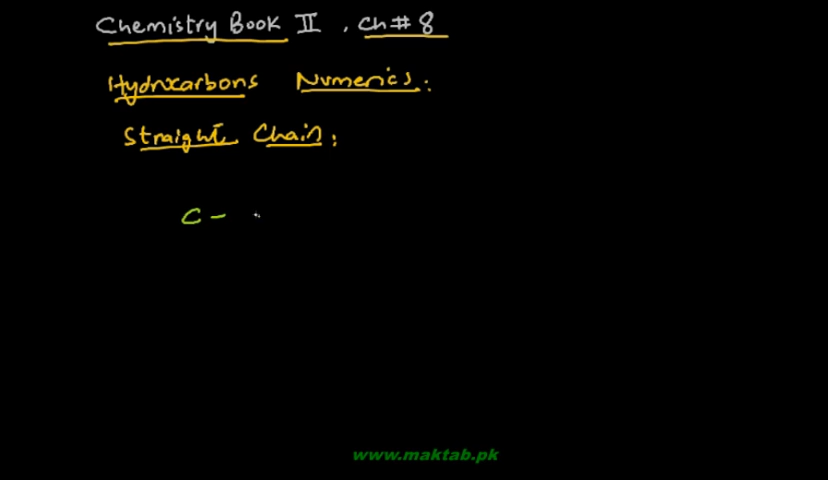 Chemistry Book II, Ch # 8
Hydrocarbons Numerics:
Straight Chain:
C -
www.maktab.pk